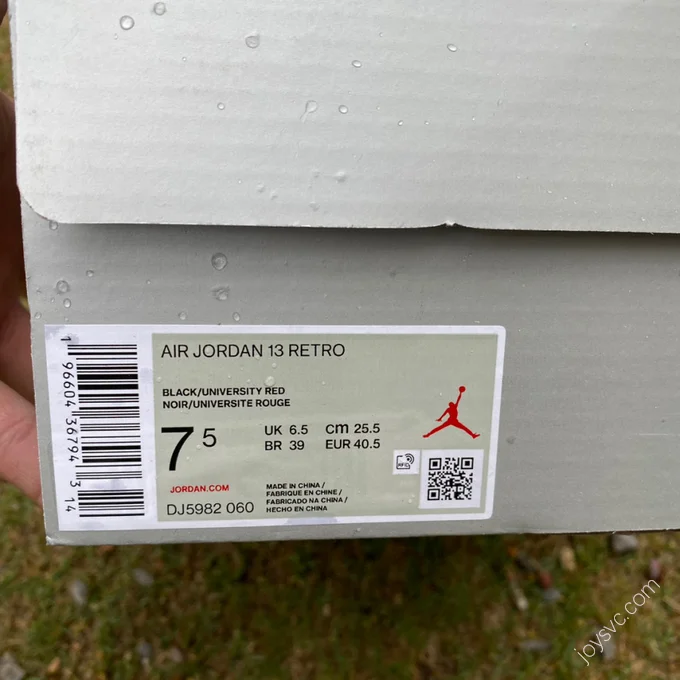 AIR JORDAN 13 RETRO
BLACK/UNIVERSITY RED
NOIR/UNIVERSITE ROUGE
7 5
UK 6.5 cm 25.5
BR 39 EUR 40.5
JORDAN.COM
DJ5982 060
MADE IN CHINA /
FABRIQUE EN CHINE /
FABRICADO NA CHINA /
HECHO EN CHINA
RFID
1 96604 36794 3 14
joysvc.com